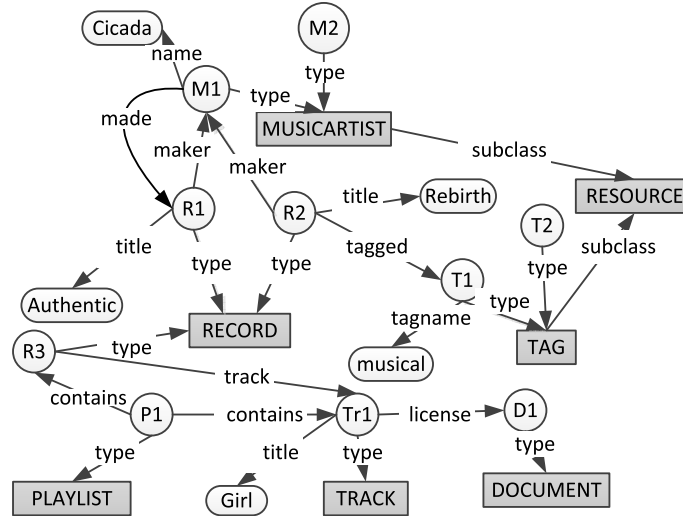 M2
Cicada
name
type
M1
type
made
MUSICARTIST
subclass
maker
maker
title
Rebirth
RESOURCE
R1
R2
T2
title
tagged
subclass
type
type
type
T1
type
Authentic
tagname
RECORD
type
TAG
R3
musical
track
contains
P1
contains
Tr1
license
D1
type
title
type
type
PLAYLIST
Girl
TRACK
DOCUMENT